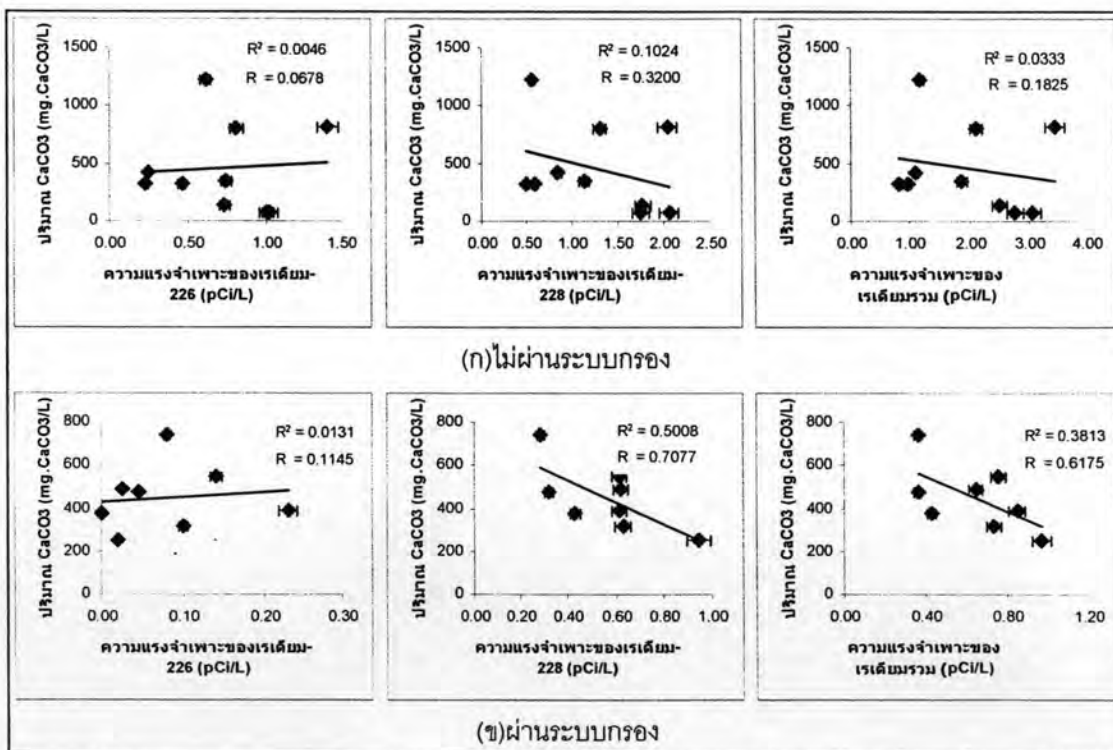 ปริมาณ CaCO3 (mg.CaCO3/L)
1500
1000
500
0
R² = 0.0046
R = 0.0678
0.00 0.50 1.00 1.50
ความแรงจำเพาะของเรเดียม-
226 (pCi/L)
ปริมาณ CaCO3 (mg.CaCO3/L)
1500
1000
500
0
R² = 0.1024
R = 0.3200
0.00 0.50 1.00 1.50 2.00 2.50
ความแรงจำเพาะของเรเดียม-
228 (pCi/L)
ปริมาณ CaCO3 (mg.CaCO3/L)
1500
1000
500
0
R² = 0.0333
R = 0.1825
0.00 1.00 2.00 3.00 4.00
ความแรงจำเพาะของ
เรเดียมรวม (pCi/L)
(ก)ไม่ผ่านระบบกรอง
ปริมาณ CaCO3 (mg.CaCO3/L)
800
600
400
200
0
R² = 0.0131
R = 0.1145
0.00 0.10 0.20 0.30
ความแรงจำเพาะของเรเดียม-
226 (pCi/L)
ปริมาณ CaCO3 (mg.CaCO3/L)
800
600
400
200
0
R² = 0.5008
R = 0.7077
0.00 0.20 0.40 0.60 0.80 1.00
ความแรงจำเพาะของเรเดียม-
228 (pCi/L)
ปริมาณ CaCO3 (mg.CaCO3/L)
800
600
400
200
0
R² = 0.3813
R = 0.6175
0.00 0.40 0.80 1.20
ความแรงจำเพาะของ
เรเดียมรวม (pCi/L)
(ข)ผ่านระบบกรอง